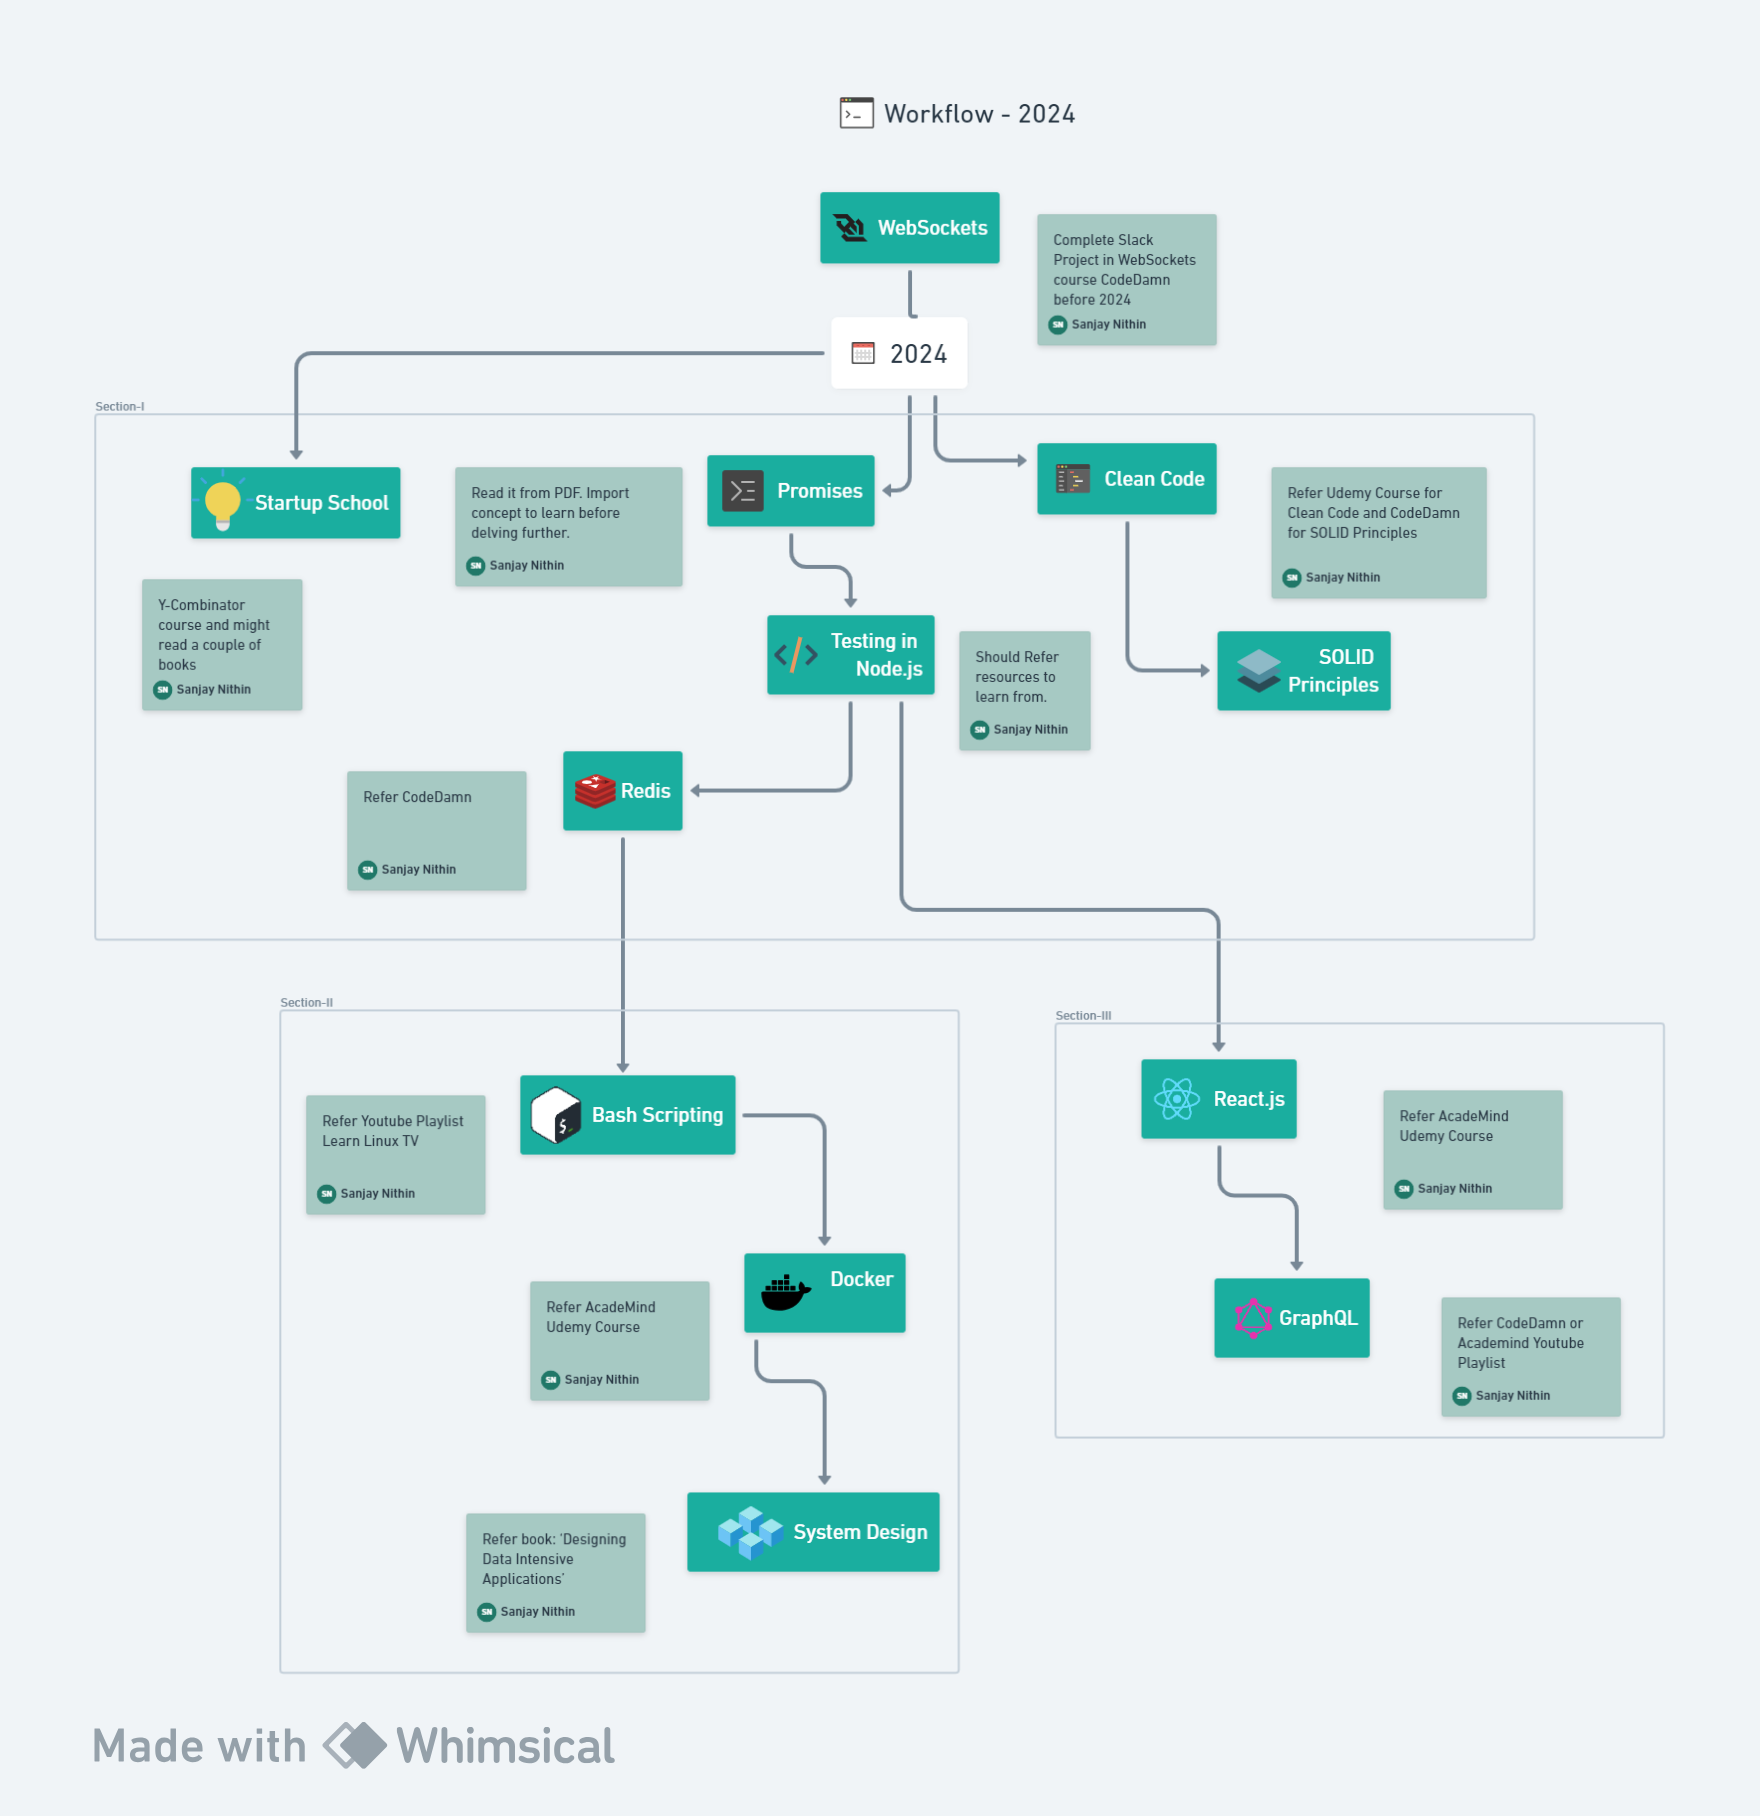 Workflow - 2024
WebSockets
Complete Slack
Project in WebSockets
course CodeDamn
before 2024
SN Sanjay Nithin
2024
Section-I
Startup School
Read it from PDF. Import
concept to learn before
delving further.
SN Sanjay Nithin
Promises
Clean Code
Refer Udemy Course for
Clean Code and CodeDamn
for SOLID Principles
SN Sanjay Nithin
Y-Combinator
course and might
read a couple of
books
SN Sanjay Nithin
Testing in
Node.js
Should Refer
resources to
learn from.
SN Sanjay Nithin
SOLID
Principles
Refer CodeDamn
SN Sanjay Nithin
Redis
Section-II
Refer Youtube Playlist
Learn Linux TV
SN Sanjay Nithin
Bash Scripting
Refer AcadeMind
Udemy Course
SN Sanjay Nithin
Docker
Refer book: 'Designing
Data Intensive
Applications'
SN Sanjay Nithin
System Design
Section-III
React.js
Refer AcadeMind
Udemy Course
SN Sanjay Nithin
GraphQL
Refer CodeDamn or
Academind Youtube
Playlist
SN Sanjay Nithin
Made with Whimsical